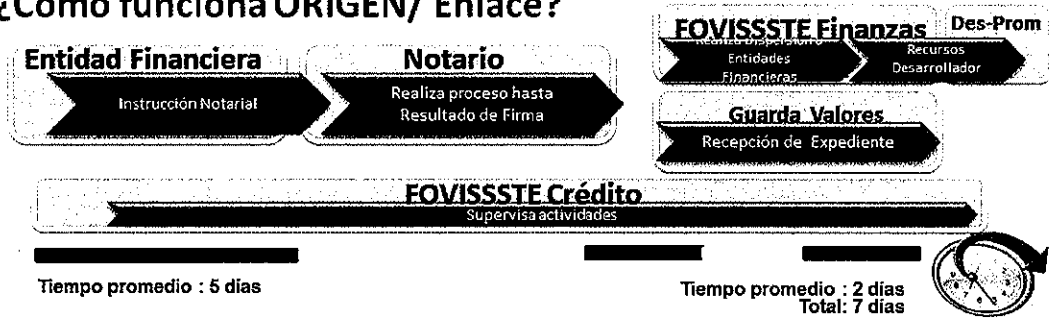 ¿Cómo funciona ORIGEN/ Enlace?
Entidad Financiera
Instrucción Notarial
Notario
Realiza proceso hasta
Resultado de Firma
FOVISSSTE Finanzas
Entidades
Financieras
Des-Prom
Recursos
Desarrollador
Guarda Valores
Recepción de Expediente
FOVISSSTE Crédito
Supervisa actividades
Tiempo promedio : 5 días
Tiempo promedio : 2 días
Total: 7 días